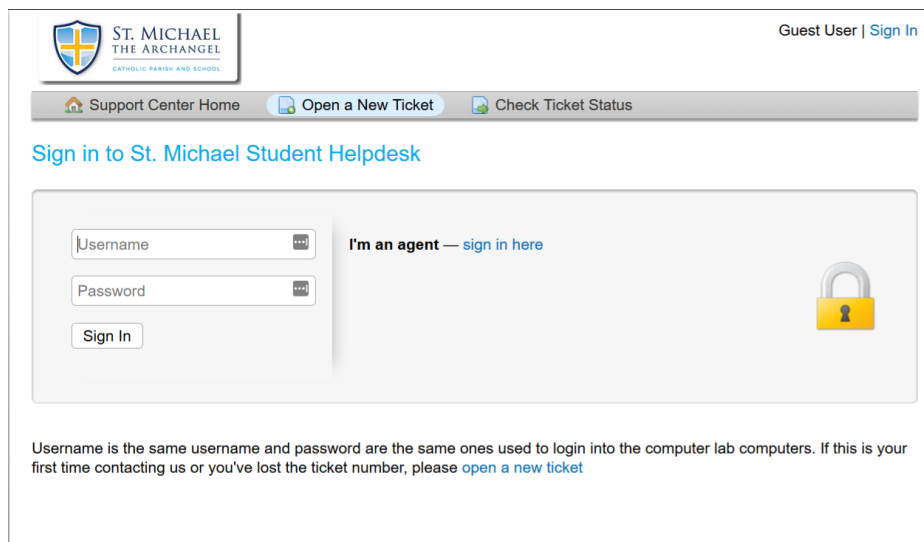 ST. MICHAEL
THE ARCHANGEL
CATHOLIC PARISH AND SCHOOL
Guest User | Sign In
Support Center Home
Open a New Ticket
Check Ticket Status
Sign in to St. Michael Student Helpdesk
Username
I'm an agent — sign in here
Password
Sign In
Username is the same username and password are the same ones used to login into the computer lab computers. If this is your
first time contacting us or you've lost the ticket number, please open a new ticket